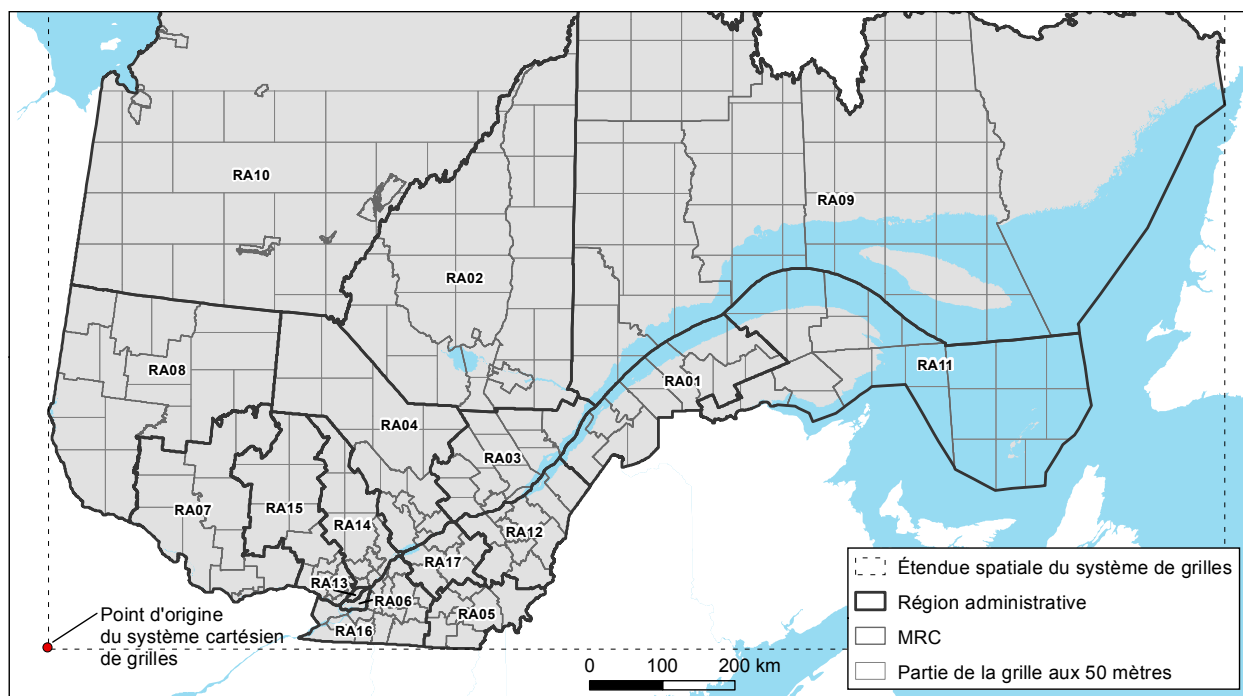 RA10
RA09
RA02
RA08
RA01
RA11
RA04
RA03
RA07
RA15
RA14
RA12
RA17
RA13
RA06
RA05
RA16
Point d'origine
du système cartésien
de grilles
0 100 200 km
Étendue spatiale du système de grilles
Région administrative
MRC
Partie de la grille aux 50 mètres